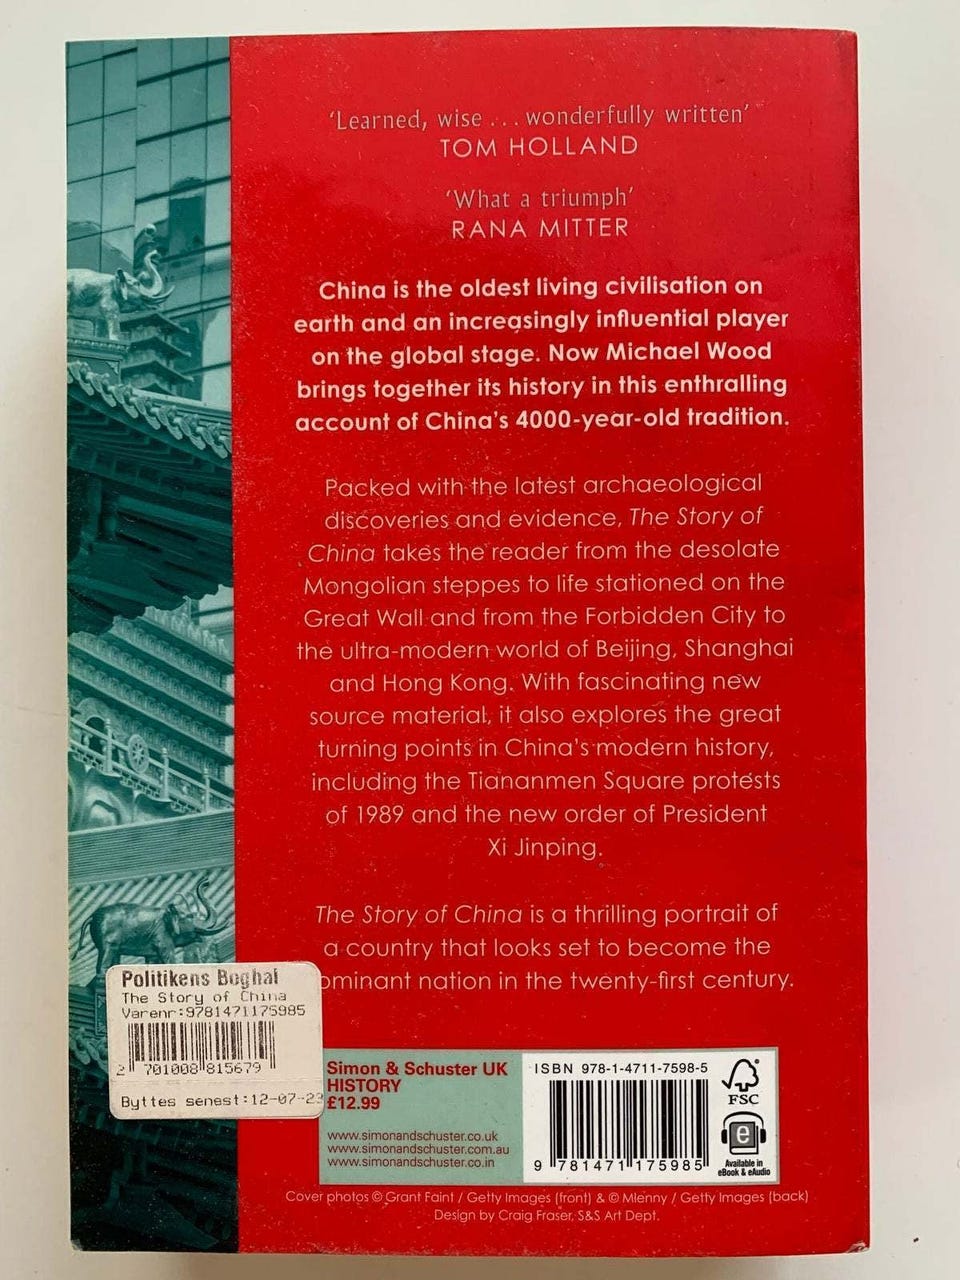 ‘Learned, wise ... wonderfully written’
TOM HOLLAND
‘What a triumph’
RANA MITTER
China is the oldest living civilisation on
earth and an increasingly influential player
on the global stage. Now Michael Wood
brings together its history in this enthralling
account of China’s 4000-year-old tradition.
Packed with the latest archaeological
discoveries and evidence, The Story of
China takes the reader from the desolate
Mongolian steppes to life stationed on the
Great Wall and from the Forbidden City to
the ultra-modern world of Beijing, Shanghai
and Hong Kong. With fascinating new
source material, it also explores the great
turning points in China’s modern history,
including the Tiananmen Square protests
of 1989 and the new order of President
Xi Jinping.
The Story of China is a thrilling portrait of
a country that looks set to become the
ominant nation in the twenty-first century.
Politikens Boghal
The Story of China
Varenr:9781471175985
2 701008 815679
Byttes senest:12-07-23
Simon & Schuster UK
HISTORY
£12.99
www.simonandschuster.co.uk
www.simonandschuster.com.au
www.simonandschuster.co.in
ISBN 978-1-4711-7598-5
9 781471 175985
FSC
e
Available in
eBook & eAudio
Cover photos © Grant Faint / Getty Images (front) & © Mlenny / Getty Images (back)
Design by Craig Fraser, S&S Art Dept.